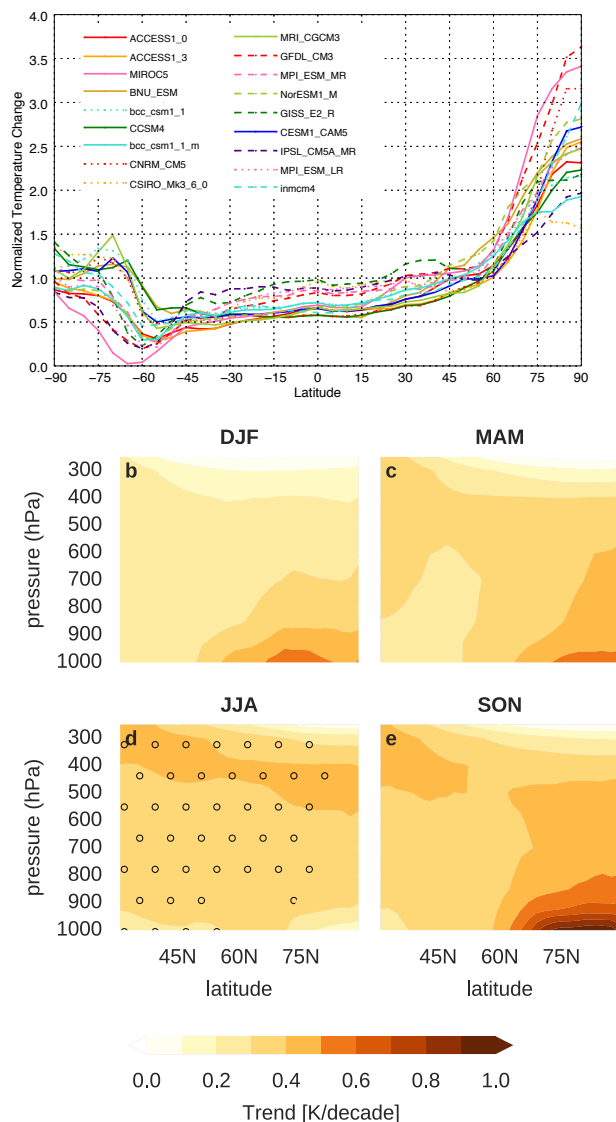 4.0
3.5
3.0
2.5
2.0
1.5
1.0
0.5
0.0
Normalized Temperature Change
ACCESS1_0
ACCESS1_3
MIROC5
BNU_ESM
bcc_csm1_1
CCSM4
bcc_csm1_1_m
CNRM_CM5
CSIRO_Mk3_6_0
MRI_CGCM3
GFDL_CM3
MPI_ESM_MR
NorESM1_M
GISS_E2_R
CESM1_CAM5
IPSL_CM5A_MR
MPI_ESM_LR
inmcm4
−90 −75 −60 −45 −30 −15 0 15 30 45 60 75 90
Latitude
DJF MAM
b c
300
400
500
600
700
800
900
1000
pressure (hPa)
JJA SON
d e
300
400
500
600
700
800
900
1000
pressure (hPa)
45N 60N 75N 45N 60N 75N
latitude latitude
0.0 0.2 0.4 0.6 0.8 1.0
Trend [K/decade]